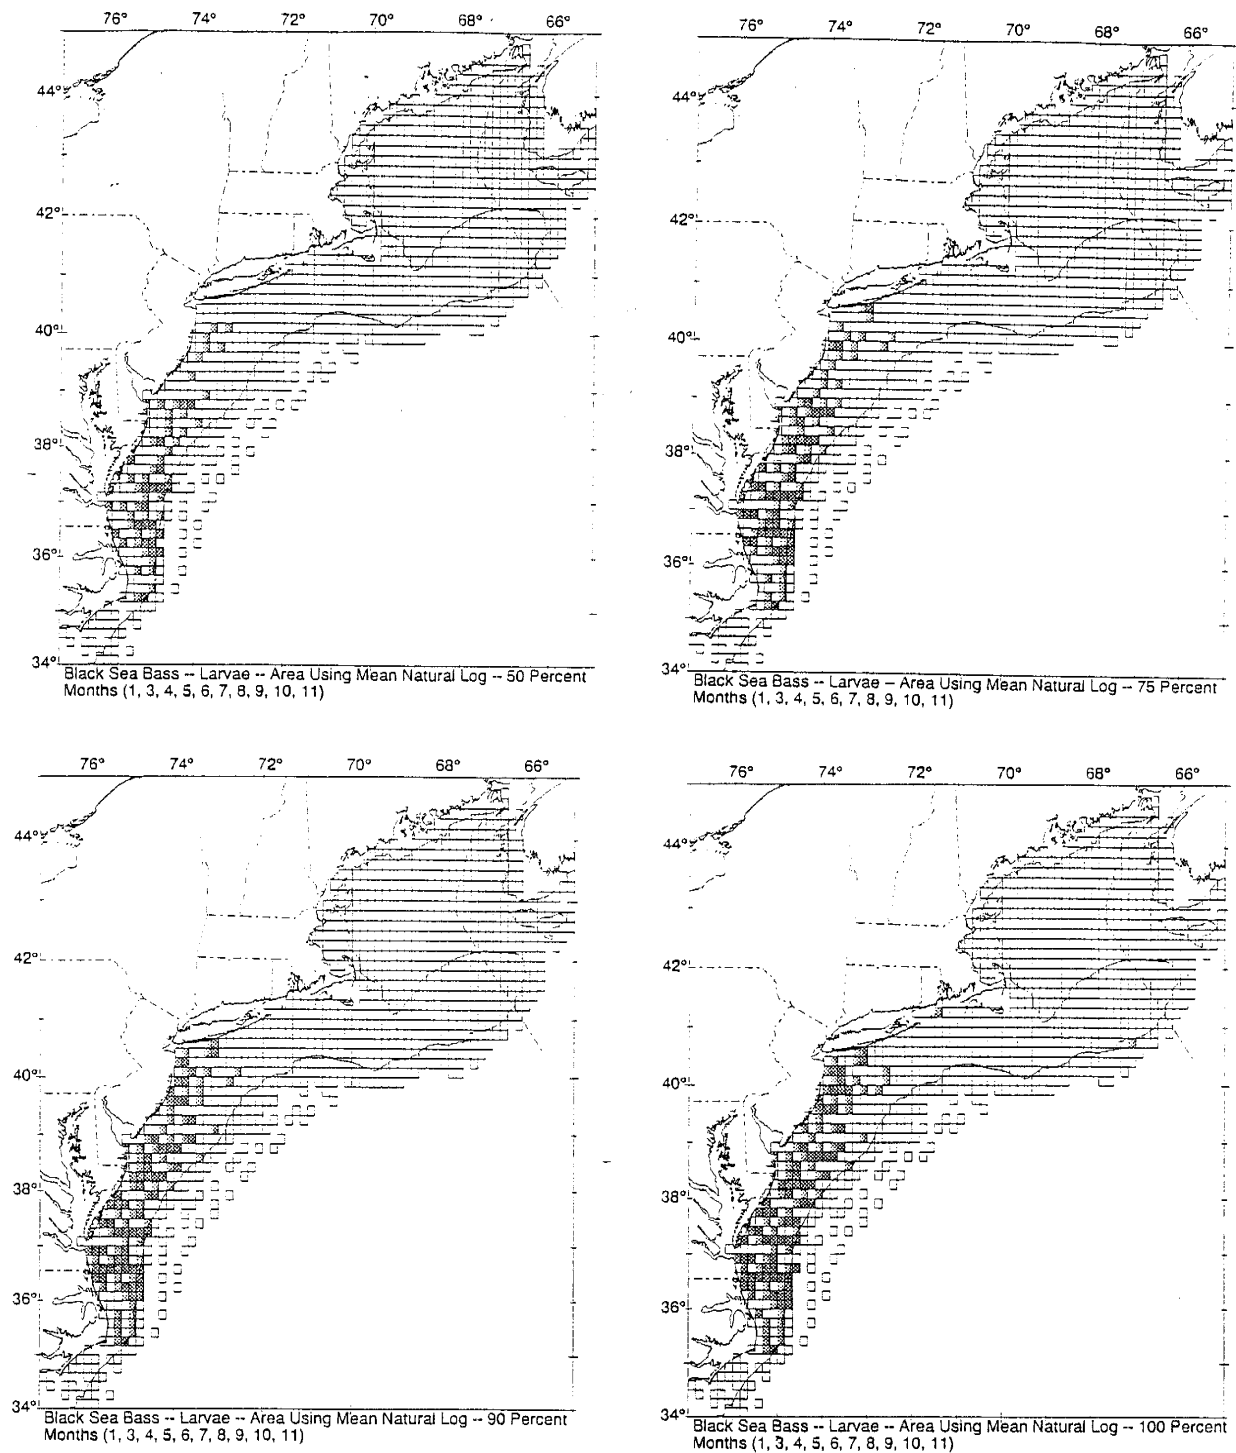 76° 74° 72° 70° 68° 66°
44°
42°
40°
38°
36°
34°
Black Sea Bass -- Larvae -- Area Using Mean Natural Log -- 50 Percent
Months (1, 3, 4, 5, 6, 7, 8, 9, 10, 11)
76° 74° 72° 70° 68° 66°
44°
42°
40°
38°
36°
34°
Black Sea Bass -- Larvae -- Area Using Mean Natural Log -- 75 Percent
Months (1, 3, 4, 5, 6, 7, 8, 9, 10, 11)
76° 74° 72° 70° 68° 66°
44°
42°
40°
38°
36°
34°
Black Sea Bass -- Larvae -- Area Using Mean Natural Log -- 90 Percent
Months (1, 3, 4, 5, 6, 7, 8, 9, 10, 11)
76° 74° 72° 70° 68° 66°
44°
42°
40°
38°
36°
34°
Black Sea Bass -- Larvae -- Area Using Mean Natural Log -- 100 Percent
Months (1, 3, 4, 5, 6, 7, 8, 9, 10, 11)